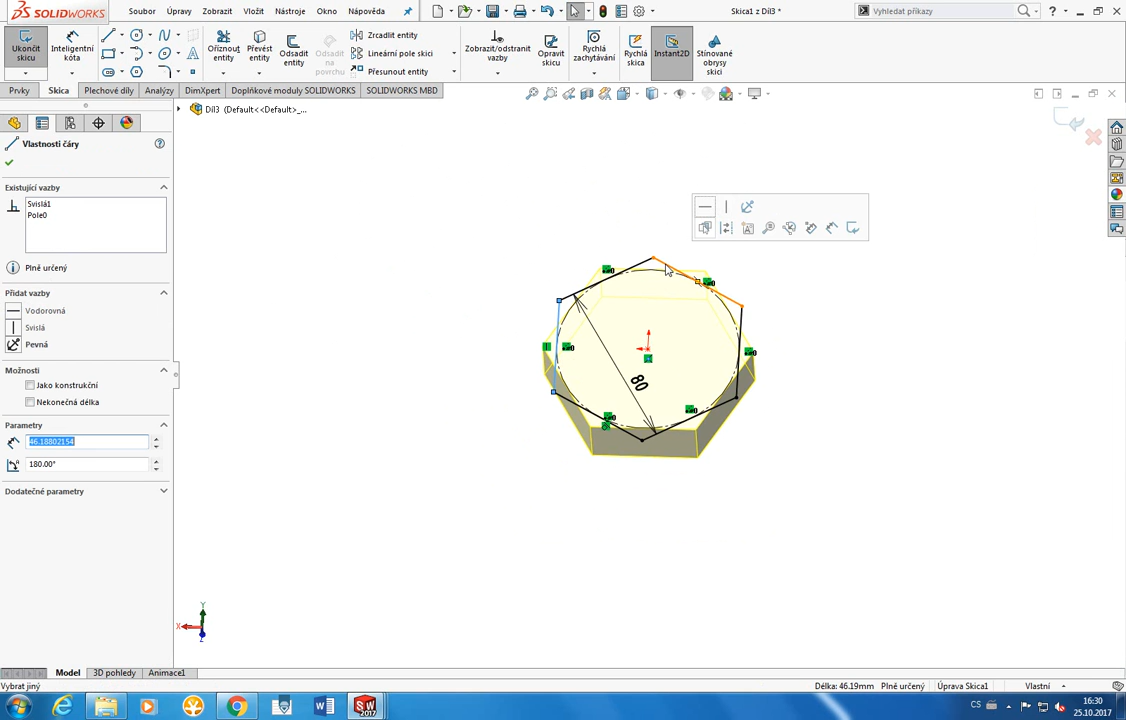 SOLIDWORKS
Soubor Úpravy Zobrazit Vložit Nástroje Okno Nápověda
Skica1 z Díl3 *
Vyhledat příkazy
Ukončit skicu
Inteligentní kóta
Oříznout entity
Převést entity
Odsadit entity
Odsadit na povrchu
Zrcadlit entity
Lineární pole skici
Přesunout entity
Zobrazit/odstranit vazby
Opravit skicu
Rychlá zachytávání
Rychlá skica
Instant2D
Stínované obrysy skici
Prvky Skica Plechové díly Analýzy DimXpert Doplňkové moduly SOLIDWORKS SOLIDWORKS MBD
Díl3 (Default<<Default>_...
Vlastnosti čáry
Existující vazby
Svislá1
Pole0
Plně určený
Přidat vazby
Vodorovná
Svislá
Pevná
Možnosti
Jako konstrukční
Nekonečná délka
Parametry
46.18802154
180.00°
Dodatečné parametry
80
Y
X
Z
Model 3D pohledy Animace1
Vybrat jiný
Délka: 46.19mm Plně určený Úprava Skica1 Vlastní
CS
16:30
25.10.2017